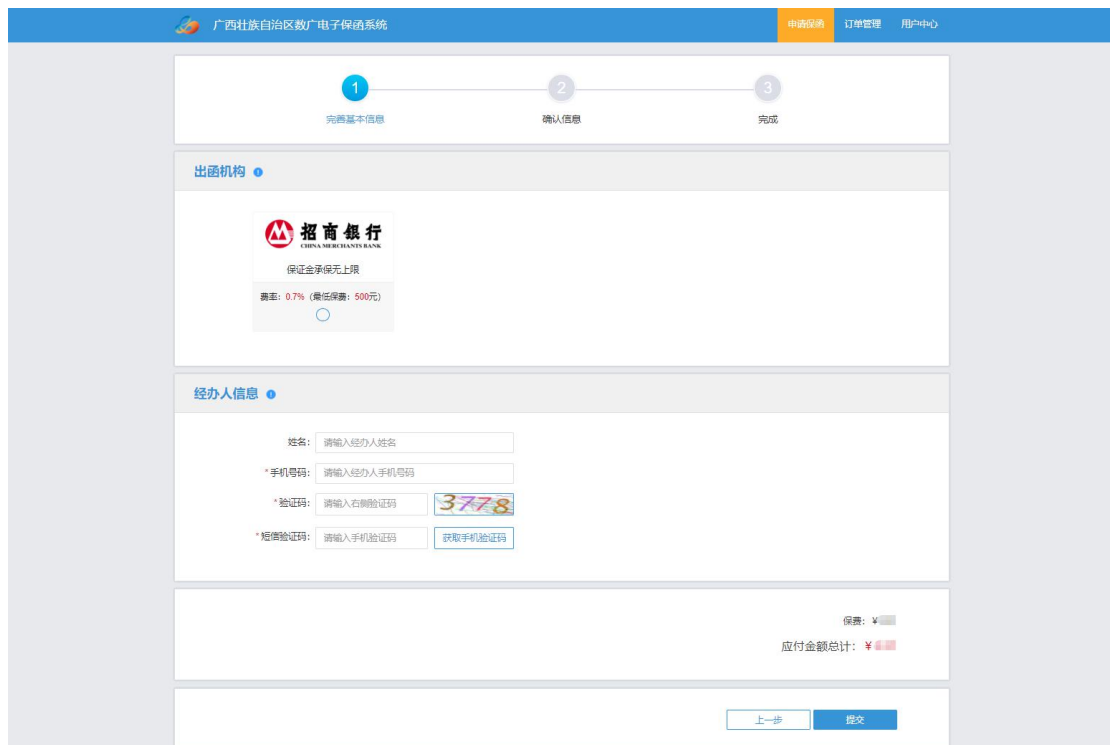 广西壮族自治区数广电子保函系统
申请保函 订单管理 用户中心
1 2 3
完善基本信息 确认信息 完成
出函机构
招商银行
CHINA MERCHANTS BANK
保证金承保无上限
费率：0.7%（最低保费：500元）
经办人信息
姓名： 请输入经办人姓名
*手机号码： 请输入经办人手机号码
*验证码： 请输入右侧验证码 3778
*短信验证码： 请输入手机验证码 获取手机验证码
保费：¥
应付金额总计：¥
上一步 提交